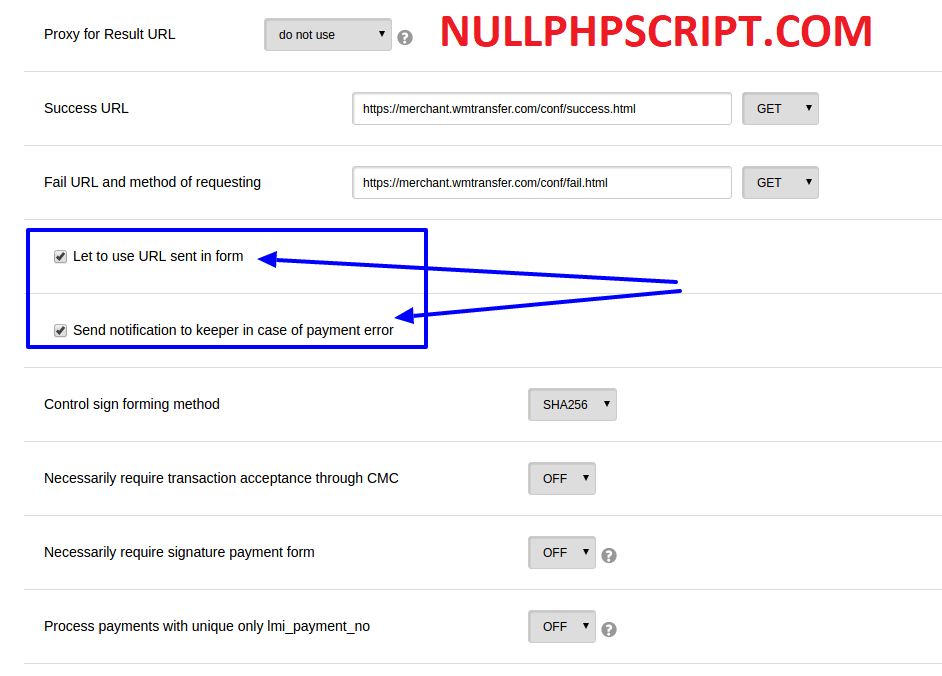 Proxy for Result URL do not use NULLPHPSCRIPT.COM
Success URL https://merchant.wmtransfer.com/conf/success.html GET
Fail URL and method of requesting https://merchant.wmtransfer.com/conf/fail.html GET
Let to use URL sent in form
Send notification to keeper in case of payment error
Control sign forming method SHA256
Necessarily require transaction acceptance through CMC OFF
Necessarily require signature payment form OFF
Process payments with unique only lmi_payment_no OFF